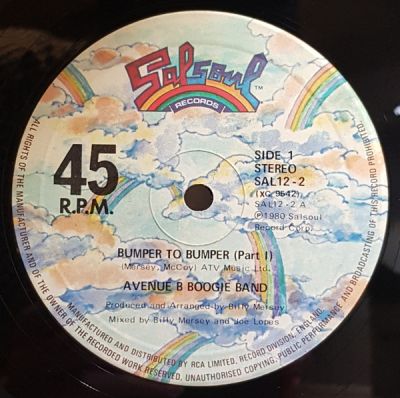 Salsoul TM
RECORDS
45
R.P.M.
SIDE 1
STEREO
SAL12-2
(XC 9642)
SAL12-2 A
℗1980 Salsoul
Record Corp.
BUMPER TO BUMPER (Part I)
(Mersey, McCoy) ATV Music Ltd.
AVENUE B BOOGIE BAND
Produced and Arranged by Billy Mersey
Mixed by Billy Mersey and Joe Lopes
MANUFACTURED AND DISTRIBUTED BY RCA LIMITED, RECORD DIVISION, ENGLAND
ALL RIGHTS OF THE MANUFACTURER AND OF THE OWNER OF THE RECORDED WORK RESERVED, UNAUTHORISED COPYING, PUBLIC PERFORMANCE AND BROADCASTING OF THIS RECORD PROHIBITED.